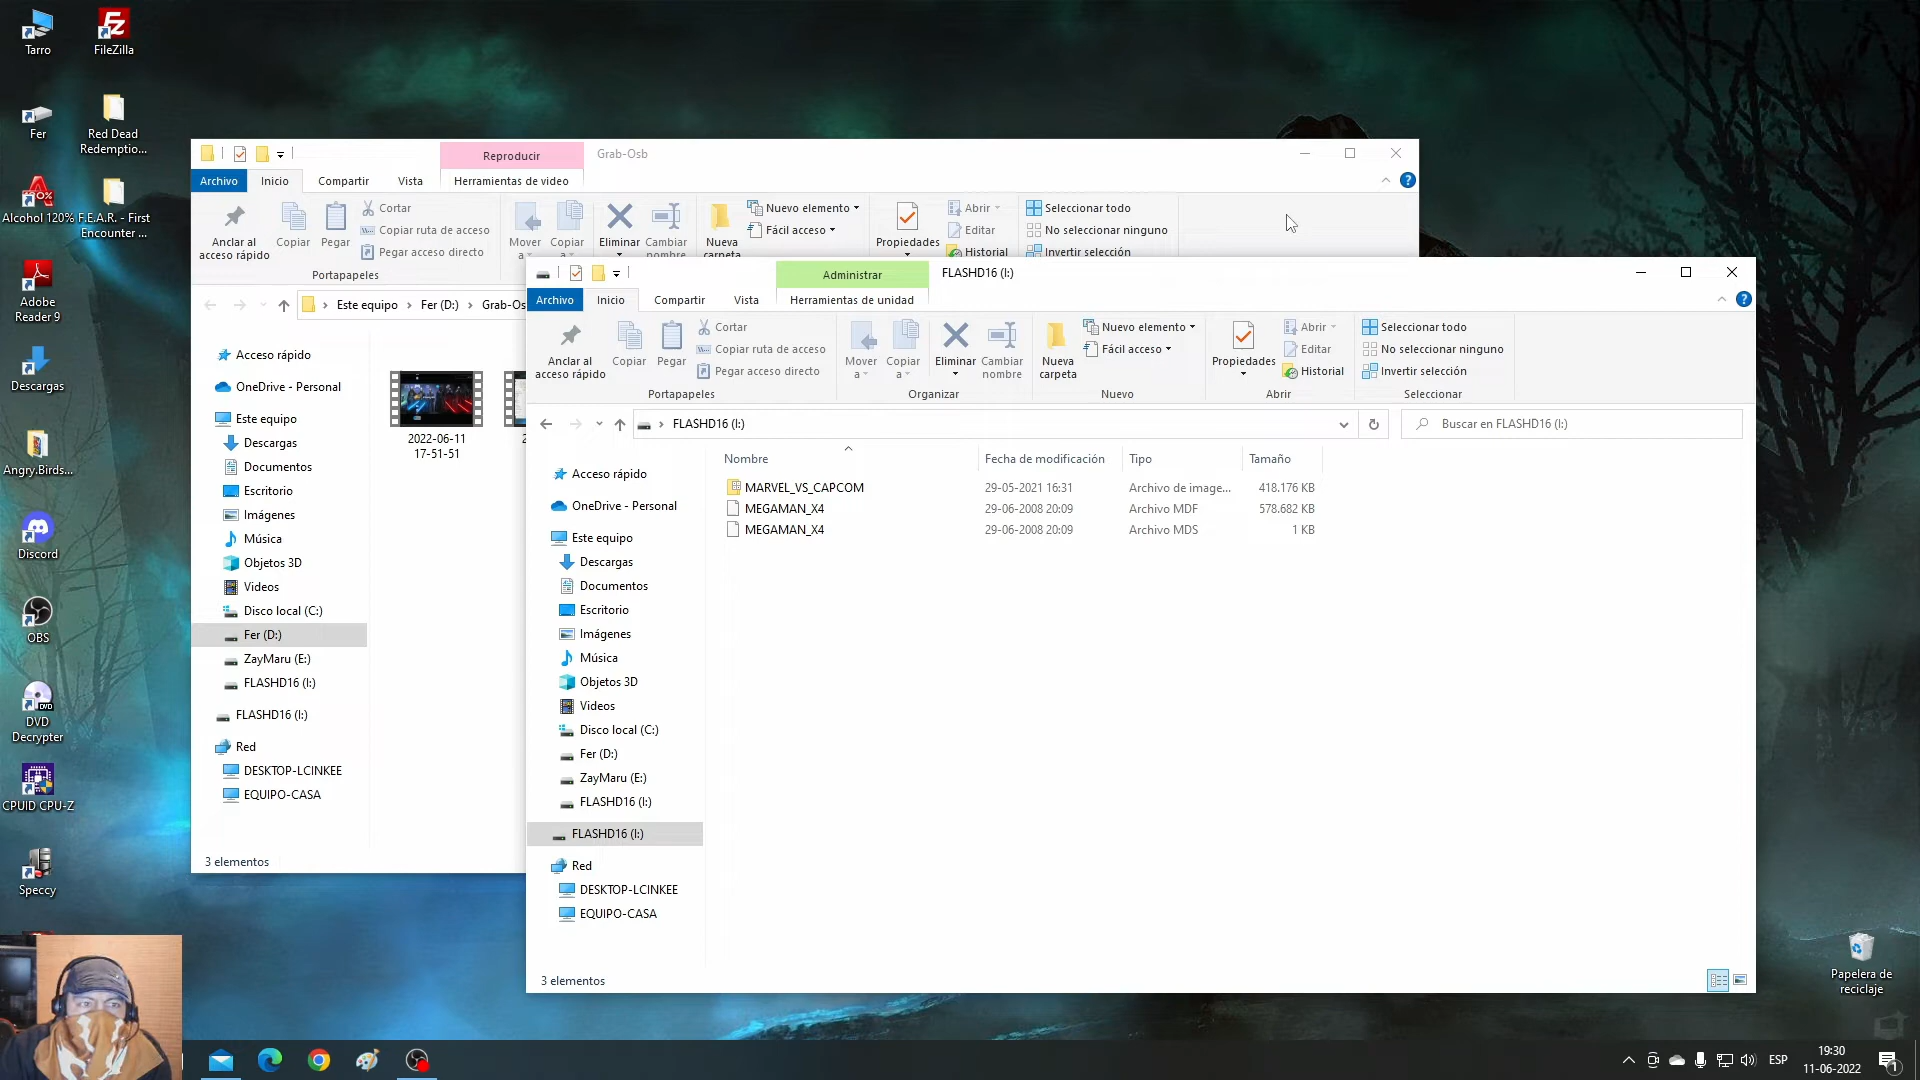 Tarro
FileZilla
Fer
Red Dead
Redemptio...
Alcohol 120%
F.E.A.R. - First
Encounter ...
Adobe
Reader 9
Descargas
Angry.Birds...
Discord
OBS
DVD
Decrypter
CPUID CPU-Z
Speccy
Papelera de
reciclaje
Reproducir
Grab-Osb
Archivo
Inicio
Compartir
Vista
Herramientas de video
Anclar al
acceso rápido
Copiar
Pegar
Cortar
Copiar ruta de acceso
Pegar acceso directo
Portapapeles
Mover
a
Copiar
a
Eliminar
Cambiar
nombre
Nueva
carpeta
Nuevo elemento
Fácil acceso
Propiedades
Abrir
Editar
Historial
Seleccionar todo
No seleccionar ninguno
Invertir selección
Este equipo > Fer (D:) > Grab-Os
Acceso rápido
OneDrive - Personal
Este equipo
Descargas
Documentos
Escritorio
Imágenes
Música
Objetos 3D
Videos
Disco local (C:)
Fer (D:)
ZayMaru (E:)
FLASHD16 (I:)
FLASHD16 (I:)
Red
DESKTOP-LCINKEE
EQUIPO-CASA
2022-06-11
17-51-51
2
3 elementos
Administrar
FLASHD16 (I:)
Archivo
Inicio
Compartir
Vista
Herramientas de unidad
Anclar al
acceso rápido
Copiar
Pegar
Cortar
Copiar ruta de acceso
Pegar acceso directo
Portapapeles
Mover
a
Copiar
a
Eliminar
Cambiar
nombre
Organizar
Nueva
carpeta
Nuevo elemento
Fácil acceso
Nuevo
Propiedades
Abrir
Editar
Historial
Abrir
Seleccionar todo
No seleccionar ninguno
Invertir selección
Seleccionar
FLASHD16 (I:)
Buscar en FLASHD16 (I:)
Acceso rápido
OneDrive - Personal
Este equipo
Descargas
Documentos
Escritorio
Imágenes
Música
Objetos 3D
Videos
Disco local (C:)
Fer (D:)
ZayMaru (E:)
FLASHD16 (I:)
FLASHD16 (I:)
Red
DESKTOP-LCINKEE
EQUIPO-CASA
Nombre Fecha de modificación Tipo Tamaño
MARVEL_VS_CAPCOM 29-05-2021 16:31 Archivo de image... 418.176 KB
MEGAMAN_X4 29-06-2008 20:09 Archivo MDF 578.682 KB
MEGAMAN_X4 29-06-2008 20:09 Archivo MDS 1 KB
3 elementos
ESP
19:30
11-06-2022
1